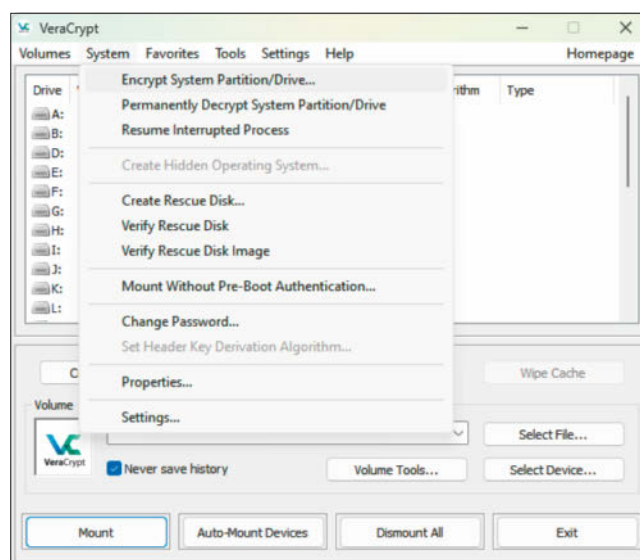 VeraCrypt
Volumes System Favorites Tools Settings Help Homepage
Drive Type
Encrypt System Partition/Drive...
Permanently Decrypt System Partition/Drive
Resume Interrupted Process
Create Hidden Operating System...
Create Rescue Disk...
Verify Rescue Disk
Verify Rescue Disk Image
Mount Without Pre-Boot Authentication...
Change Password...
Set Header Key Derivation Algorithm...
Properties...
Settings...
A:
B:
D:
E:
F:
G:
H:
I:
J:
K:
L:
Wipe Cache
Volume
VeraCrypt
Select File...
Never save history
Volume Tools...
Select Device...
Mount
Auto-Mount Devices
Dismount All
Exit